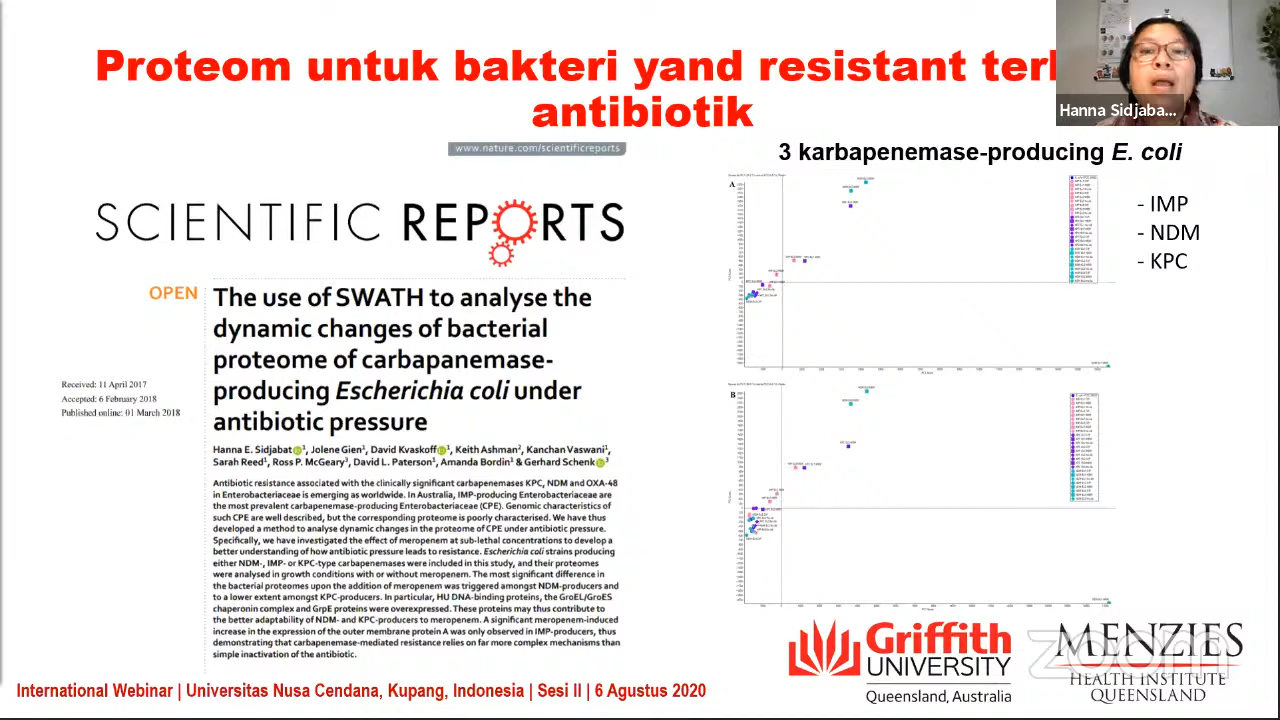 Proteom untuk bakteri yand resistant
antibiotik
Hanna Sidjaba...
www.nature.com/scientificreports
SCIENTIFIC REPORTS
OPEN
The use of SWATH to analyse the
dynamic changes of bacterial
proteome of carbapanemase-
producing Escherichia coli under
antibiotic pressure
Received: 11 April 2017
Accepted: 6 February 2018
Published online: 01 March 2018
Hanna E. Sidjabat1, Jolene Gien1, David Kvaskoff1, Keith Ashman2, Kanchan Vaswani1,
Sarah Reed1, Ross P. McGeary3, David L. Paterson1, Amanda Bordin1 & Gerhard Schenk3
Antibiotic resistance associated with the clinically significant carbapenemases KPC, NDM and OXA-48
in Enterobacteriaceae is emerging as worldwide. In Australia, IMP-producing Enterobacteriaceae are
the most prevalent carbapenemase-producing Enterobacteriaceae (CPE). Genomic characteristics of
such CPE are well described, but the corresponding proteome is poorly characterised. We have thus
developed a method to analyse dynamic changes in the proteome of CPE under antibiotic pressure.
Specifically, we have investigated the effect of meropenem at sub-lethal concentrations to develop a
better understanding of how antibiotic pressure leads to resistance. Escherichia coli strains producing
either NDM-, IMP- or KPC-type carbapenemases were included in this study, and their proteomes
were analysed in growth conditions with or without meropenem. The most significant difference in
the bacterial proteomes upon the addition of meropenem was triggered amongst NDM-producers and
to a lower extent amongst KPC-producers. In particular, HU DNA-binding proteins, the GroEL/GroES
chaperonin complex and GrpE proteins were overexpressed. These proteins may thus contribute to
the better adaptability of NDM- and KPC-producers to meropenem. A significant meropenem-induced
increase in the expression of the outer membrane protein A was only observed in IMP-producers, thus
demonstrating that carbapenemase-mediated resistance relies on far more complex mechanisms than
simple inactivation of the antibiotic.
3 karbapenemase-producing E. coli
- IMP
- NDM
- KPC
A
B
Griffith
UNIVERSITY
Queensland, Australia
zoom
MENZIES
HEALTH INSTITUTE
QUEENSLAND
International Webinar | Universitas Nusa Cendana, Kupang, Indonesia | Sesi II | 6 Agustus 2020